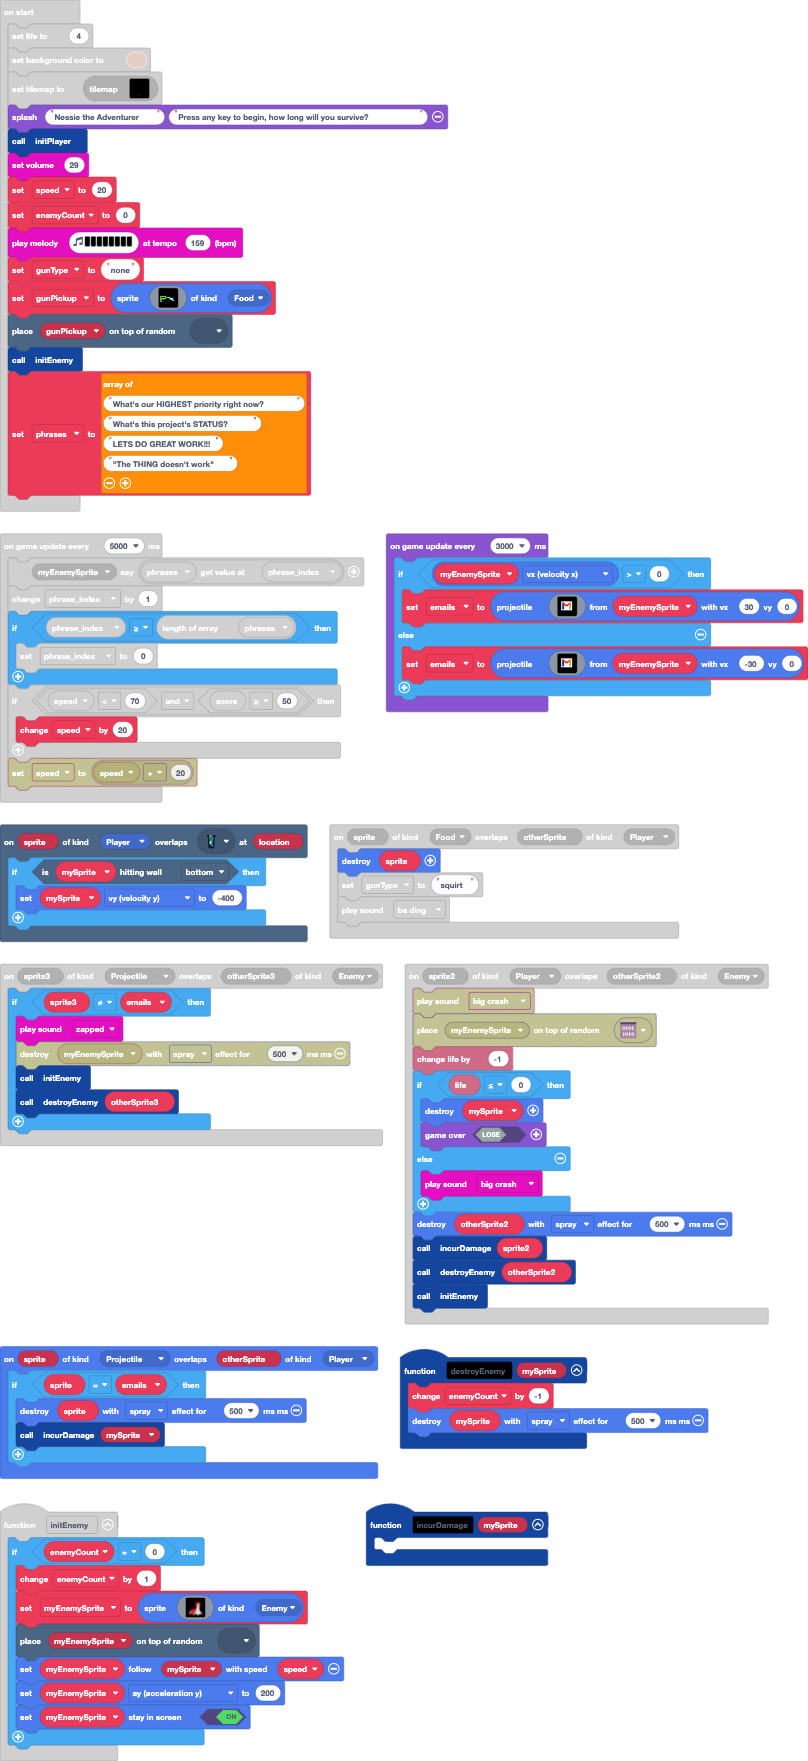 on start
set life to 4
set background color to
set tilemap to tilemap
splash "Nessie the Adventurer" "Press any key to begin, how long will you survive?"
call initPlayer
set volume 29
set speed to 20
set enemyCount to 0
play melody at tempo 159 (bpm)
set gunType to "none"
set gunPickup to sprite of kind Food
place gunPickup on top of random
call initEnemy
array of
"What's our HIGHEST priority right now?"
"What's this project's STATUS?"
set phrases to
"LETS DO GREAT WORK!!!"
""The THING doesn't work""
on game update every 5000 ms
myEnemySprite say phrases get value at phrase_index
change phrase_index by 1
if phrase_index ≥ length of array phrases then
set phrase_index to 0
if speed < 70 and score ≥ 50 then
change speed by 20
set speed to speed + 20
on game update every 3000 ms
if myEnemySprite vx (velocity x) > 0 then
set emails to projectile from myEnemySprite with vx 30 vy 0
else
set emails to projectile from myEnemySprite with vx -30 vy 0
on sprite of kind Player overlaps at location
if is mySprite hitting wall bottom then
set mySprite vy (velocity y) to -400
on sprite of kind Food overlaps otherSprite of kind Player
destroy sprite
set gunType to "squirt"
play sound ba ding
on sprite3 of kind Projectile overlaps otherSprite3 of kind Enemy
if sprite3 ≠ emails then
play sound zapped
destroy myEnemySprite with spray effect for 500 ms ms
call initEnemy
call destroyEnemy otherSprite3
on sprite2 of kind Player overlaps otherSprite2 of kind Enemy
play sound big crash
place myEnemySprite on top of random
change life by -1
if life ≤ 0 then
destroy mySprite
game over LOSE
else
play sound big crash
destroy otherSprite2 with spray effect for 500 ms ms
call incurDamage sprite2
call destroyEnemy otherSprite2
call initEnemy
on sprite of kind Projectile overlaps otherSprite of kind Player
if sprite = emails then
destroy sprite with spray effect for 500 ms ms
call incurDamage mySprite
function destroyEnemy mySprite
change enemyCount by -1
destroy mySprite with spray effect for 500 ms ms
function initEnemy
if enemyCount = 0 then
change enemyCount by 1
set myEnemySprite to sprite of kind Enemy
place myEnemySprite on top of random
set myEnemySprite follow mySprite with speed speed
set myEnemySprite ay (acceleration y) to 200
set myEnemySprite stay in screen ON
function incurDamage mySprite